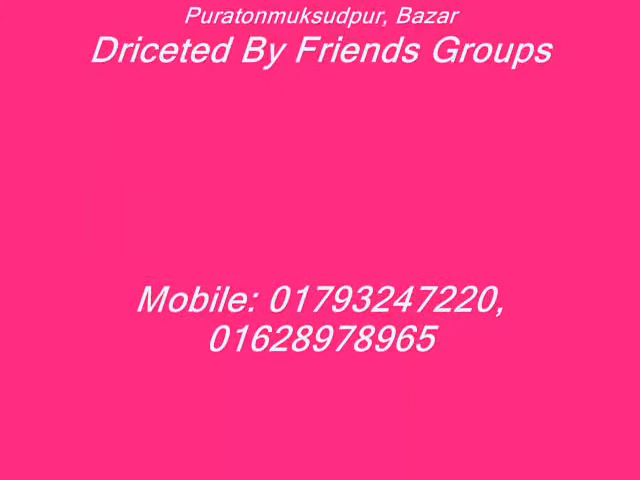 Puratonmuksudpur, Bazar
Driceted By Friends Groups
Mobile: 01793247220,
01628978965